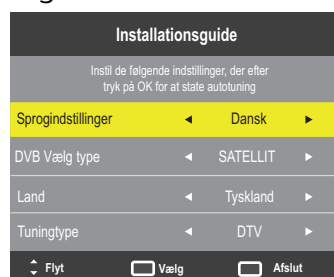 Installationsguide
Instil de følgende indstillinger, der efter
tryk på OK for at state autotuning
Sprogindstillinger Dansk
DVB Vælg type SATELLIT
Land Tyskland
Tuningtype DTV
Flyt Vælg Afslut